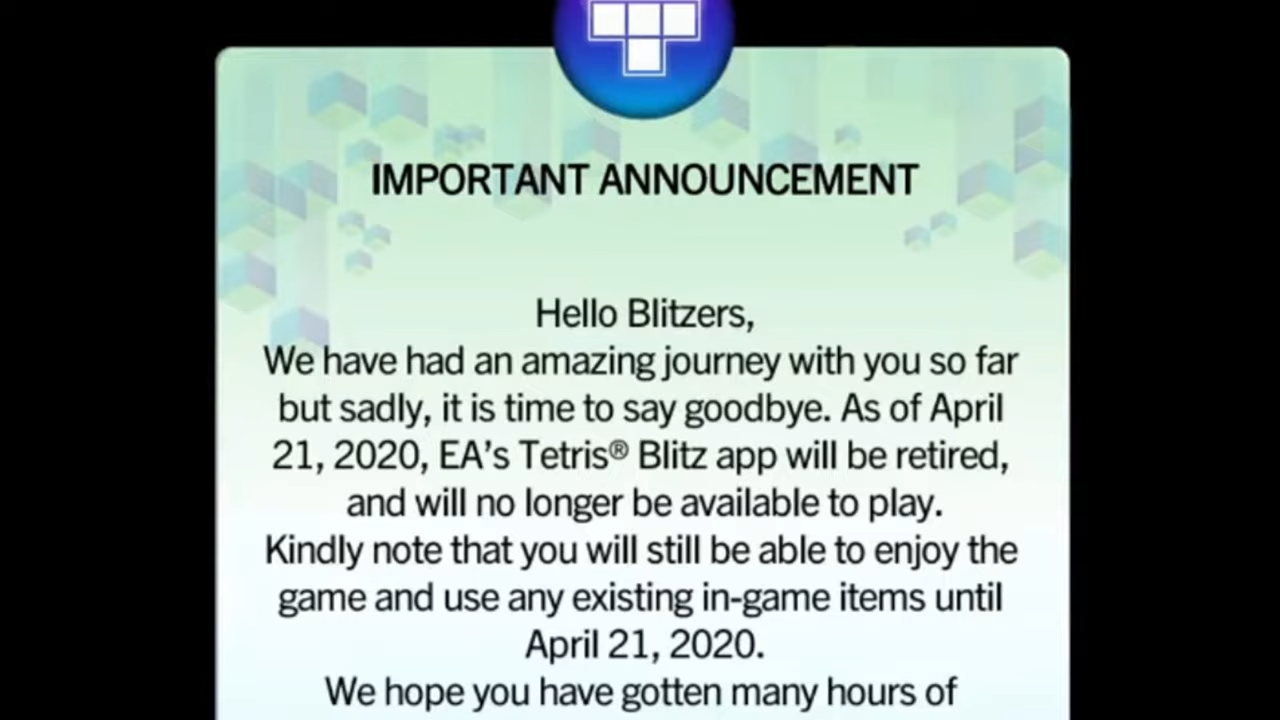 IMPORTANT ANNOUNCEMENT
Hello Blitzers,
We have had an amazing journey with you so far
but sadly, it is time to say goodbye. As of April
21, 2020, EA’s Tetris® Blitz app will be retired,
and will no longer be available to play.
Kindly note that you will still be able to enjoy the
game and use any existing in-game items until
April 21, 2020.
We hope you have gotten many hours of